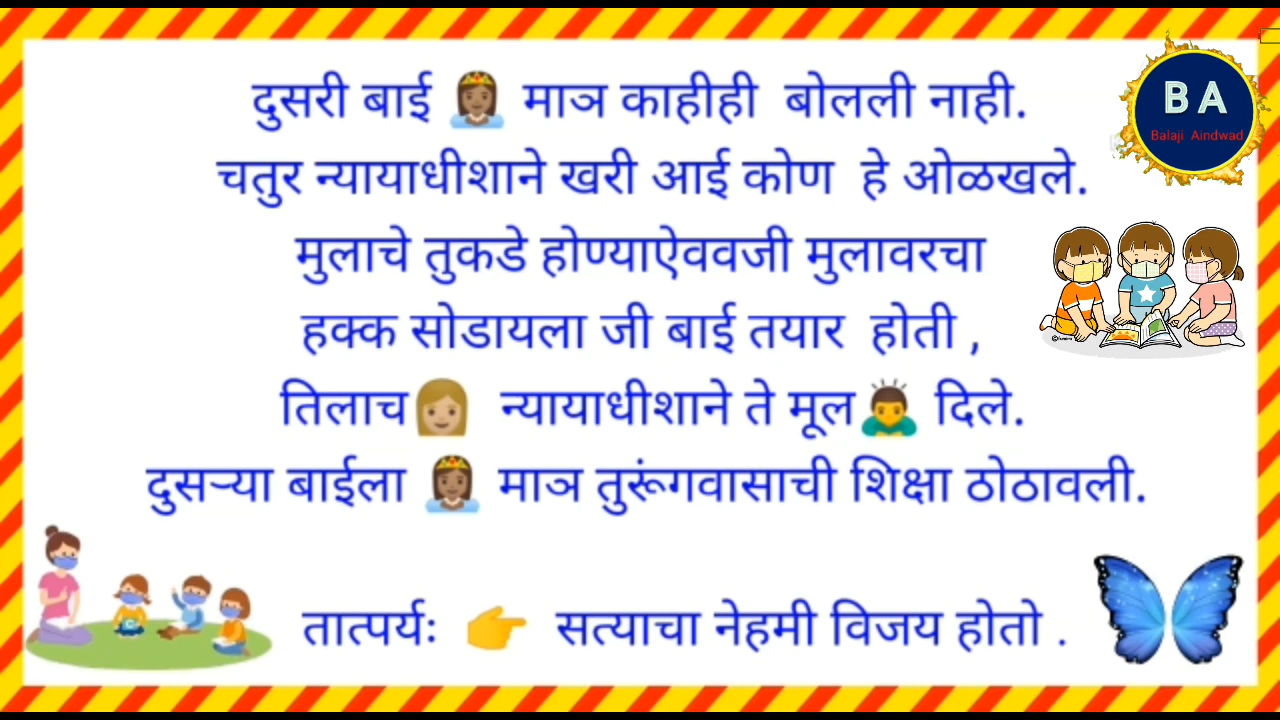 BA
Balaji Aindwad
दुसरी बाई 👸🏽 माञ काहीही बोलली नाही.
चतुर न्यायाधीशाने खरी आई कोण हे ओळखले.
मुलाचे तुकडे होण्याऐववजी मुलावरचा
हक्क सोडायला जी बाई तयार होती ,
तिलाच👩🏼 न्यायाधीशाने ते मूल🙇‍♂️ दिले.
दुसऱ्या बाईला 👸🏽 माञ तुरूंगवासाची शिक्षा ठोठावली.
तात्पर्यः 👉 सत्याचा नेहमी विजय होतो .